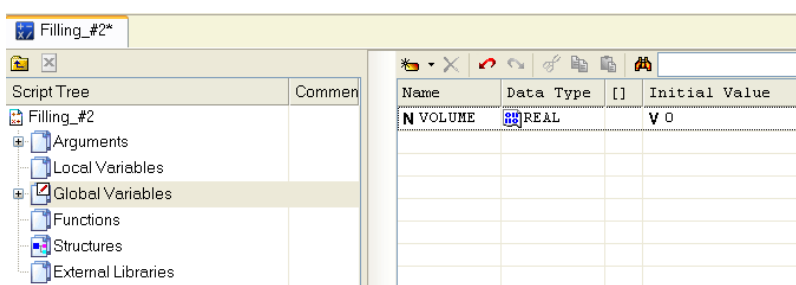 Filling_#2*
Script Tree Commen
Filling_#2
Arguments
Local Variables
Global Variables
Functions
Structures
External Libraries
Name Data Type [] Initial Value
N VOLUME REAL V 0